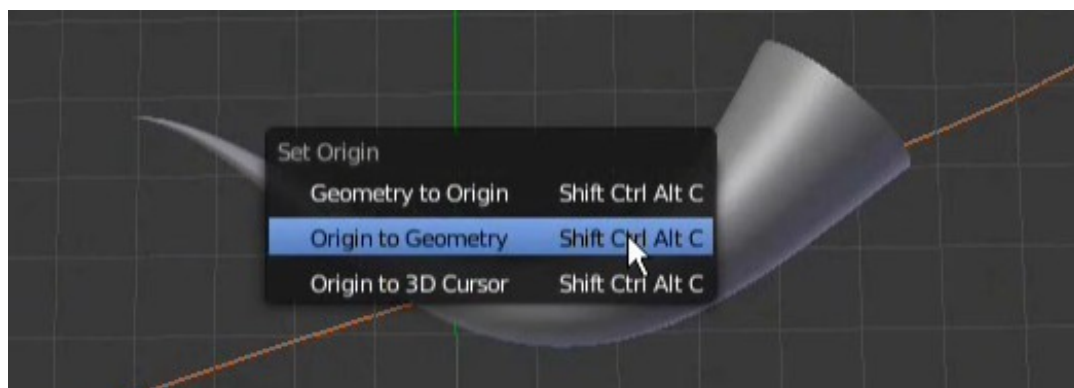 Set Origin
Geometry to Origin Shift Ctrl Alt C
Origin to Geometry Shift Ctrl Alt C
Origin to 3D Cursor Shift Ctrl Alt C